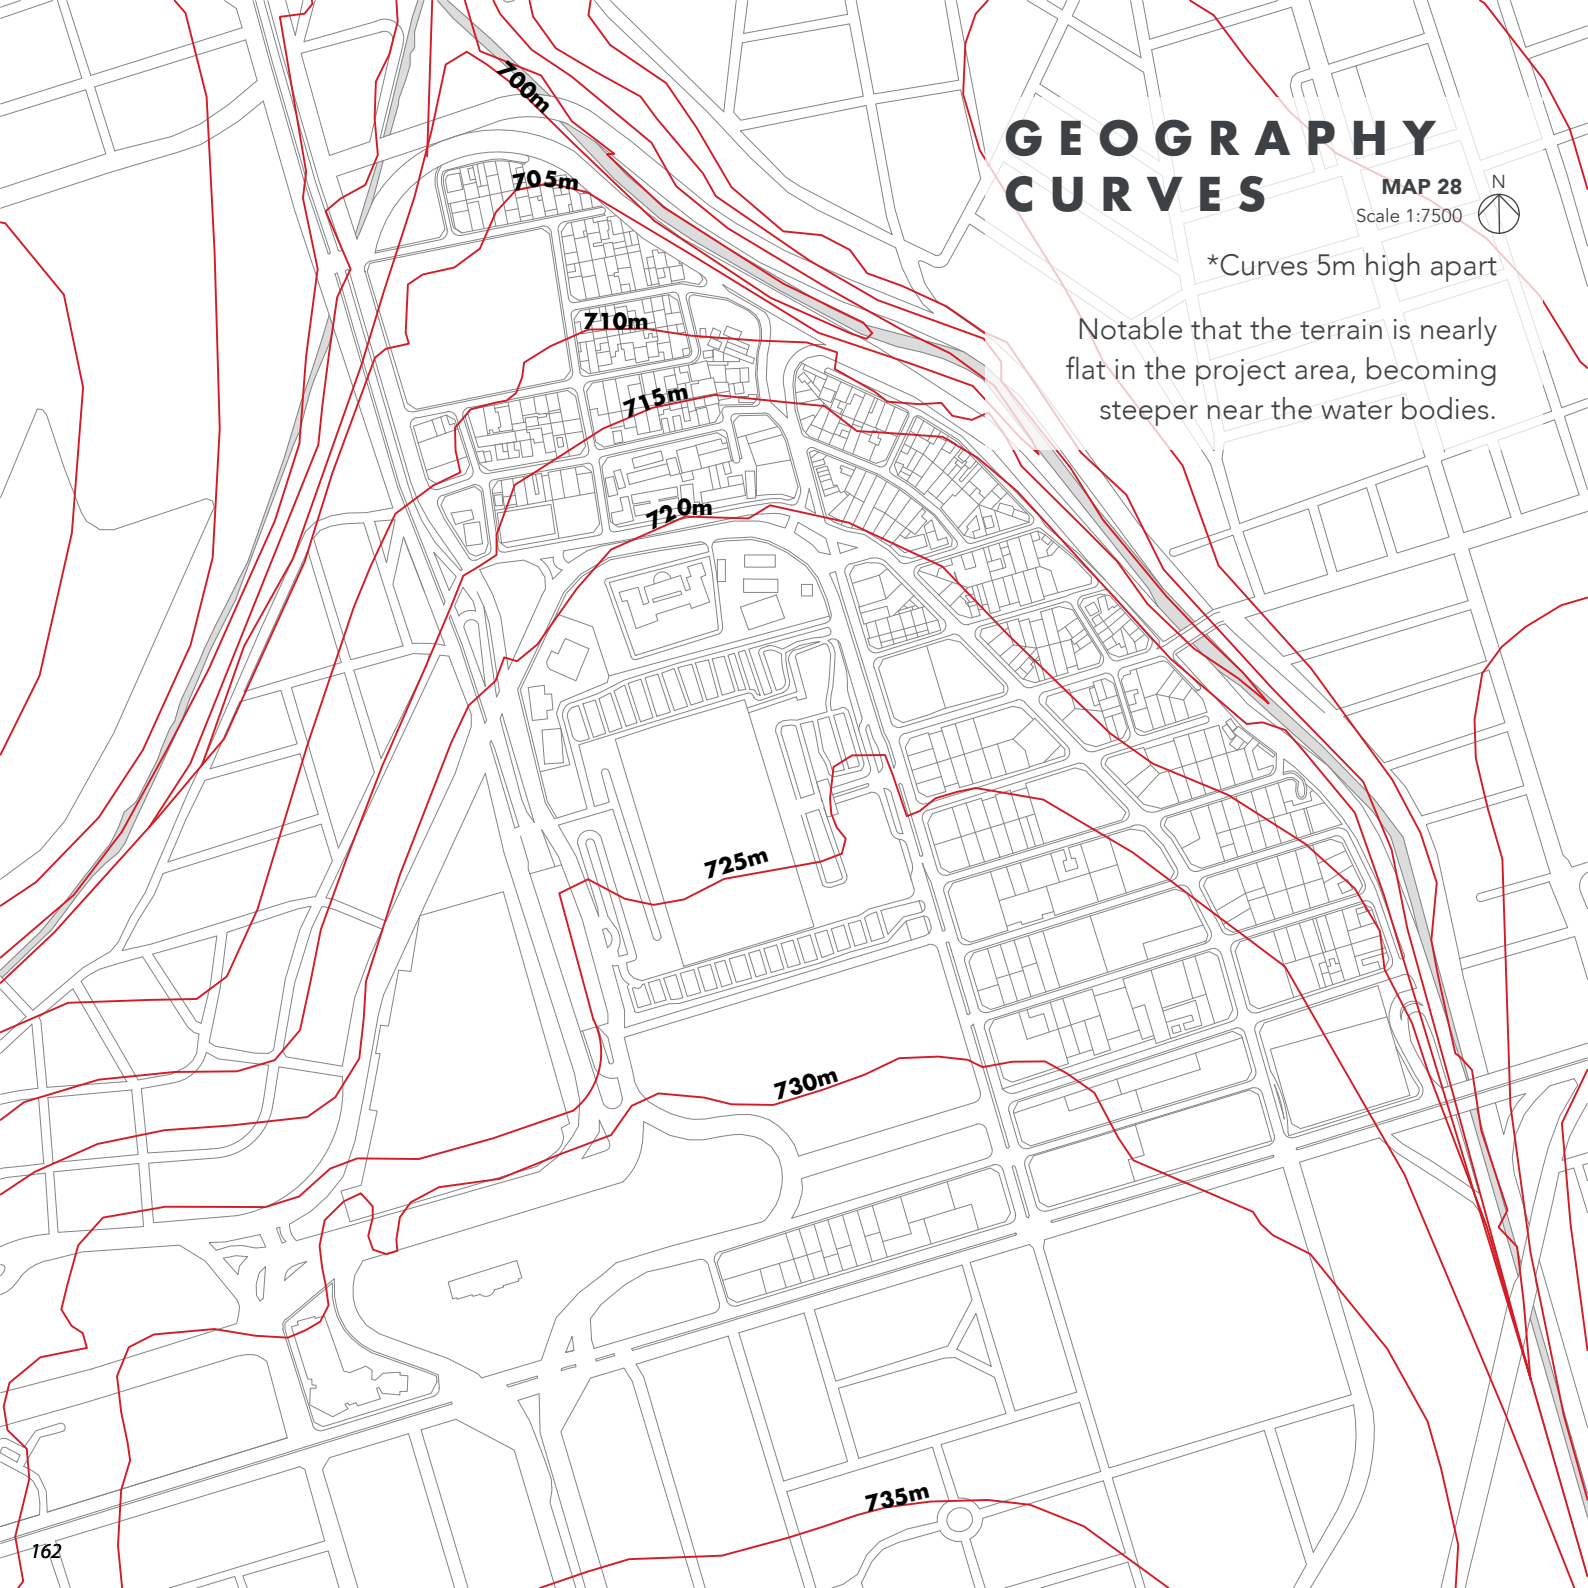 GEOGRAPHY
CURVES
MAP 28
N
Scale 1:7500
*Curves 5m high apart
Notable that the terrain is nearly
flat in the project area, becoming
steeper near the water bodies.
700m
705m
710m
715m
720m
725m
730m
735m
162